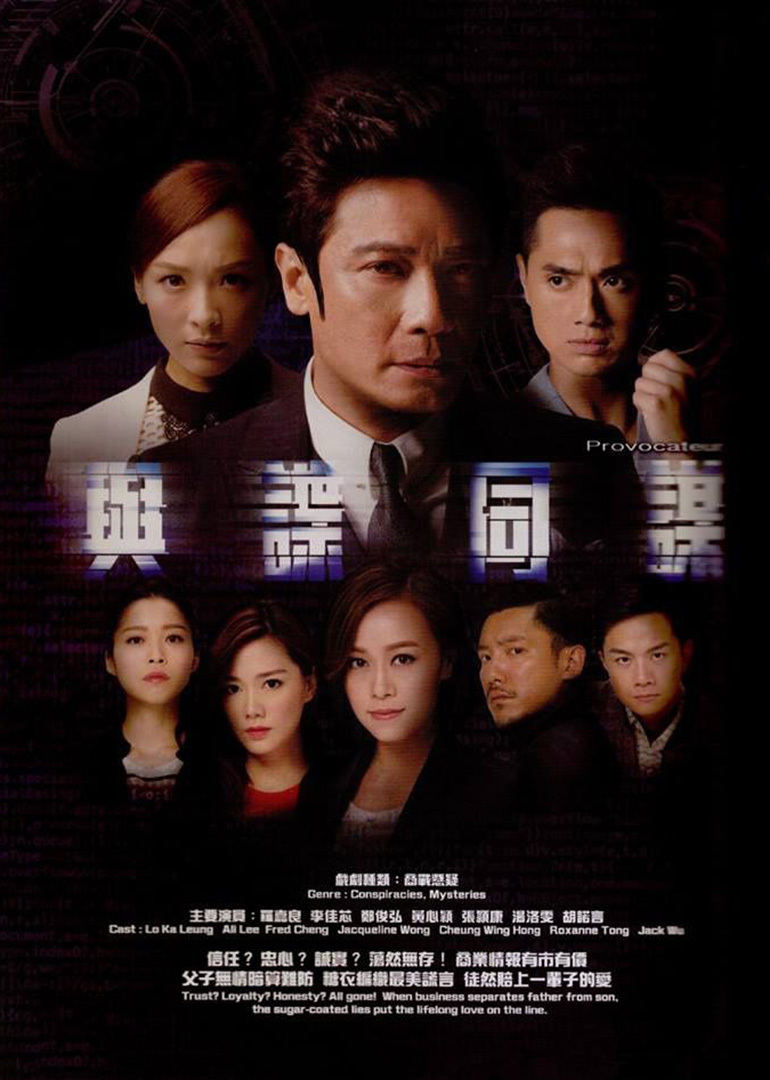 Provocateur
與諜同謀
戲劇種類：商戰懸疑
Genre : Conspiracies, Mysteries
主要演員：羅嘉良 李佳芯 鄭俊弘 黃心穎 張穎康 湯洛雯 胡諾言
Cast : Lo Ka Leung Ali Lee Fred Cheng Jacqueline Wong Cheung Wing Hong Roxanne Tong Jack Wu
信任？忠心？誠實？蕩然無存！商業情報有市有價
父子無情暗算難防 糖衣編織最美謊言 徒然賠上一輩子的愛
Trust? Loyalty? Honesty? All gone! When business separates father from son,
the sugar-coated lies put the lifelong love on the line.